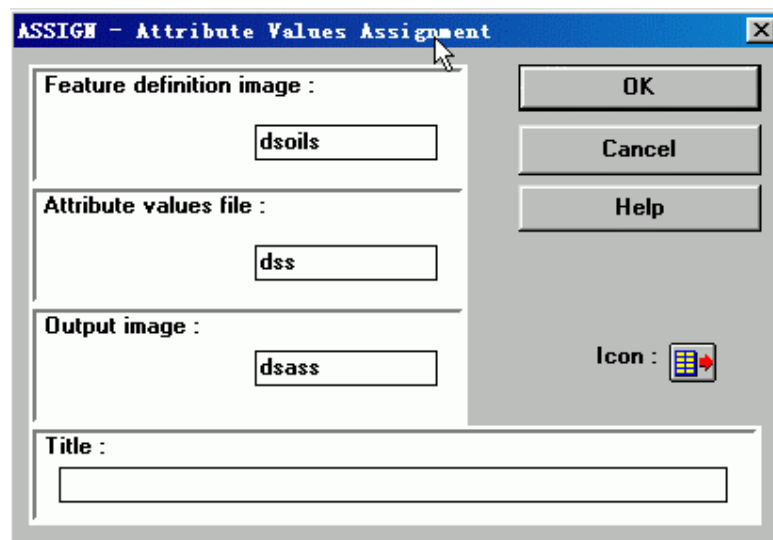 ASSIGN - Attribute Values Assignment
Feature definition image :
dsoils
OK
Cancel
Attribute values file :
dss
Help
Output image :
dsass
Icon :
Title :